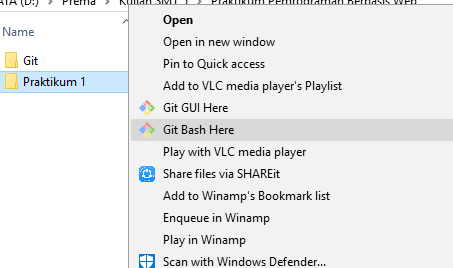 ATA (D:) > Prema > Kuliah SMT 5 > Praktikum Pemrograman Berbasis Web
Name
Git
Praktikum 1
Open
Open in new window
Pin to Quick access
Add to VLC media player's Playlist
Git GUI Here
Git Bash Here
Play with VLC media player
Share files via SHAREit
Add to Winamp's Bookmark list
Enqueue in Winamp
Play in Winamp
Scan with Windows Defender...